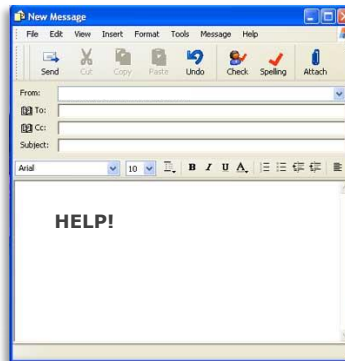 New Message
File Edit View Insert Format Tools Message Help
Send Cut Copy Paste Undo Check Spelling Attach
From:
To:
Cc:
Subject:
Arial 10 B I U A
HELP!